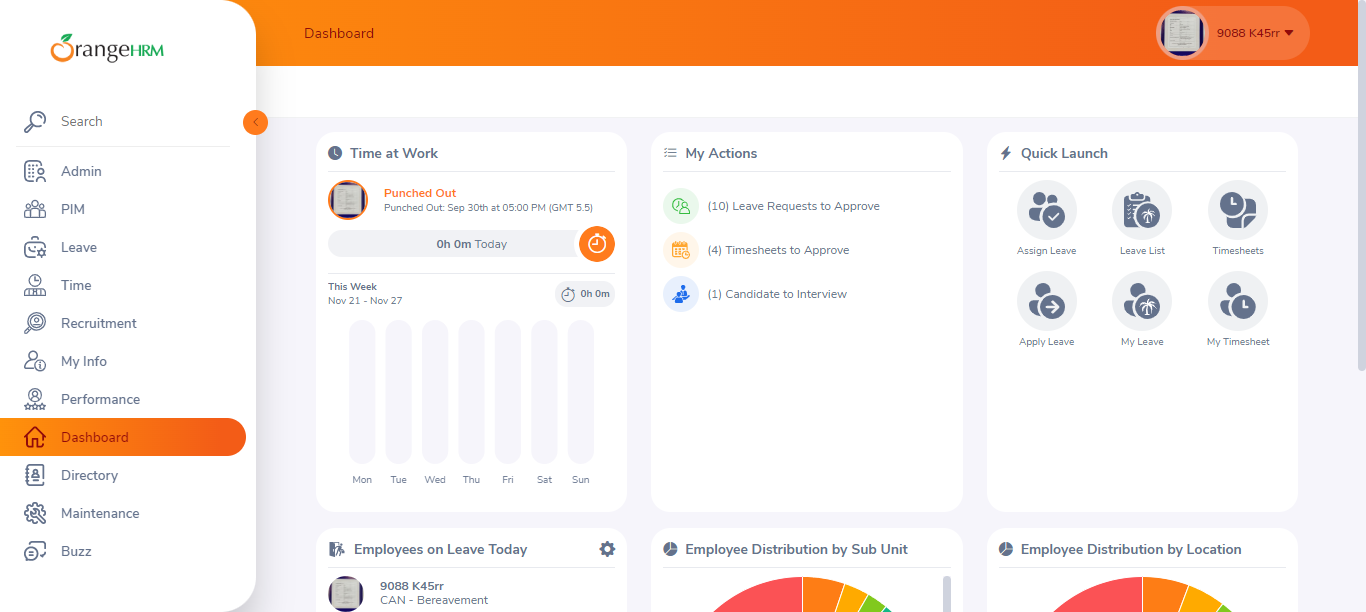 OrangeHRM
Dashboard
9088 K45rr
Search
Admin
PIM
Leave
Time
Recruitment
My Info
Performance
Dashboard
Directory
Maintenance
Buzz
Time at Work
Punched Out
Punched Out: Sep 30th at 05:00 PM (GMT 5.5)
0h 0m Today
This Week
Nov 21 - Nov 27
0h 0m
Mon Tue Wed Thu Fri Sat Sun
My Actions
(10) Leave Requests to Approve
(4) Timesheets to Approve
(1) Candidate to Interview
Quick Launch
Assign Leave Leave List Timesheets
Apply Leave My Leave My Timesheet
Employees on Leave Today
9088 K45rr
CAN - Bereavement
Employee Distribution by Sub Unit
Employee Distribution by Location